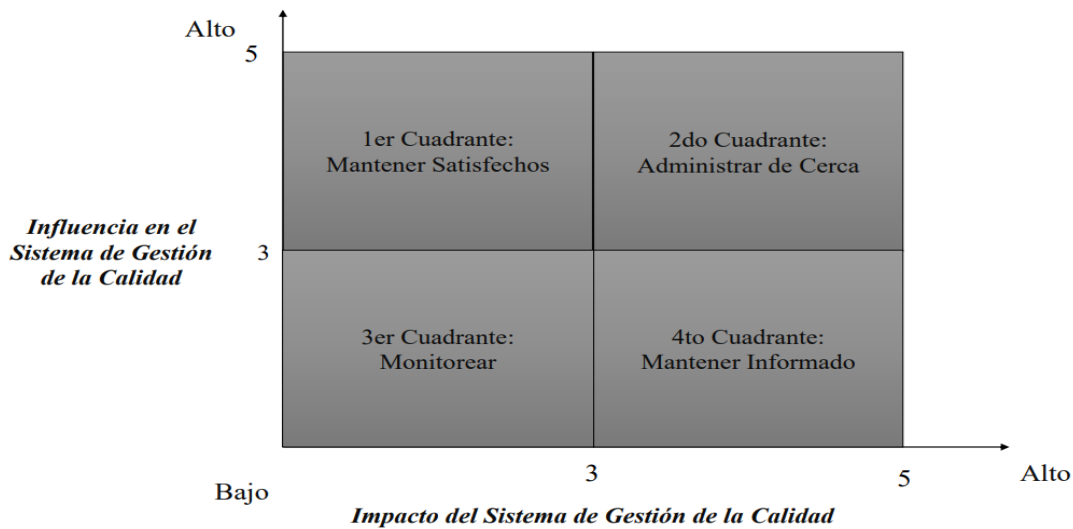 Alto
5
1er Cuadrante:
Mantener Satisfechos
2do Cuadrante:
Administrar de Cerca
Influencia en el
Sistema de Gestión
de la Calidad
3
3er Cuadrante:
Monitorear
4to Cuadrante:
Mantener Informado
3
5
Alto
Bajo
Impacto del Sistema de Gestión de la Calidad